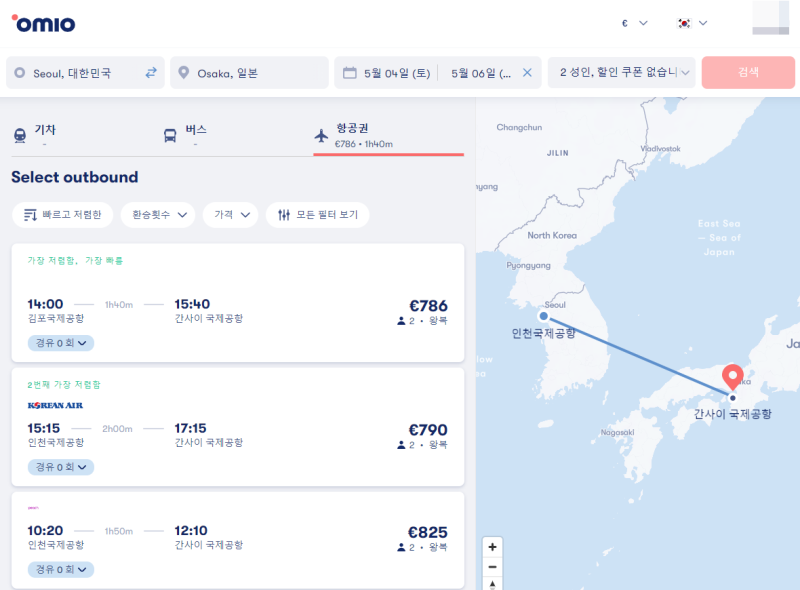 omio
€
Seoul, 대한민국
Osaka, 일본
5월 04일 (토)
5월 06일 (...
2 성인, 할인 쿠폰 없습니
검색
기차
-
버스
-
항공권
€786 • 1h40m
Select outbound
빠르고 저렴한
환승횟수
가격
모든 필터 보기
가장 저렴함, 가장 빠름
14:00
1h40m
15:40
€786
김포국제공항
간사이 국제공항
2 • 왕복
경유 0 회
2번째 가장 저렴함
KOREAN AIR
15:15
2h00m
17:15
€790
인천국제공항
간사이 국제공항
2 • 왕복
경유 0 회
10:20
1h50m
12:10
€825
인천국제공항
간사이 국제공항
2 • 왕복
경유 0 회
Changchun
JILIN
Vladivostok
yang
North Korea
East Sea
— Sea of
Japan
Pyongyang
Seoul
인천국제공항
Ja
low
ea
ka
간사이 국제공항
Nagasaki
+
−